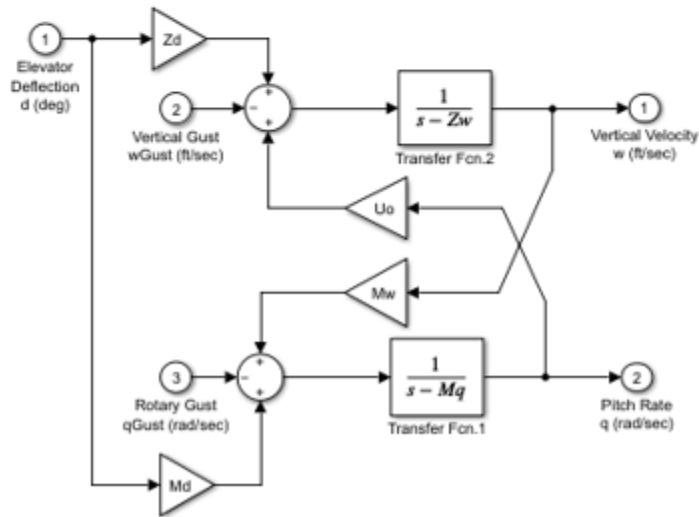 1
Elevator
Deflection
d (deg)
Zd
+
−
+
2
Vertical Gust
wGust (ft/sec)
1
s − Zw
Transfer Fcn.2
1
Vertical Velocity
w (ft/sec)
Uo
Mw
+
−
+
3
Rotary Gust
qGust (rad/sec)
1
s − Mq
Transfer Fcn.1
2
Pitch Rate
q (rad/sec)
Md